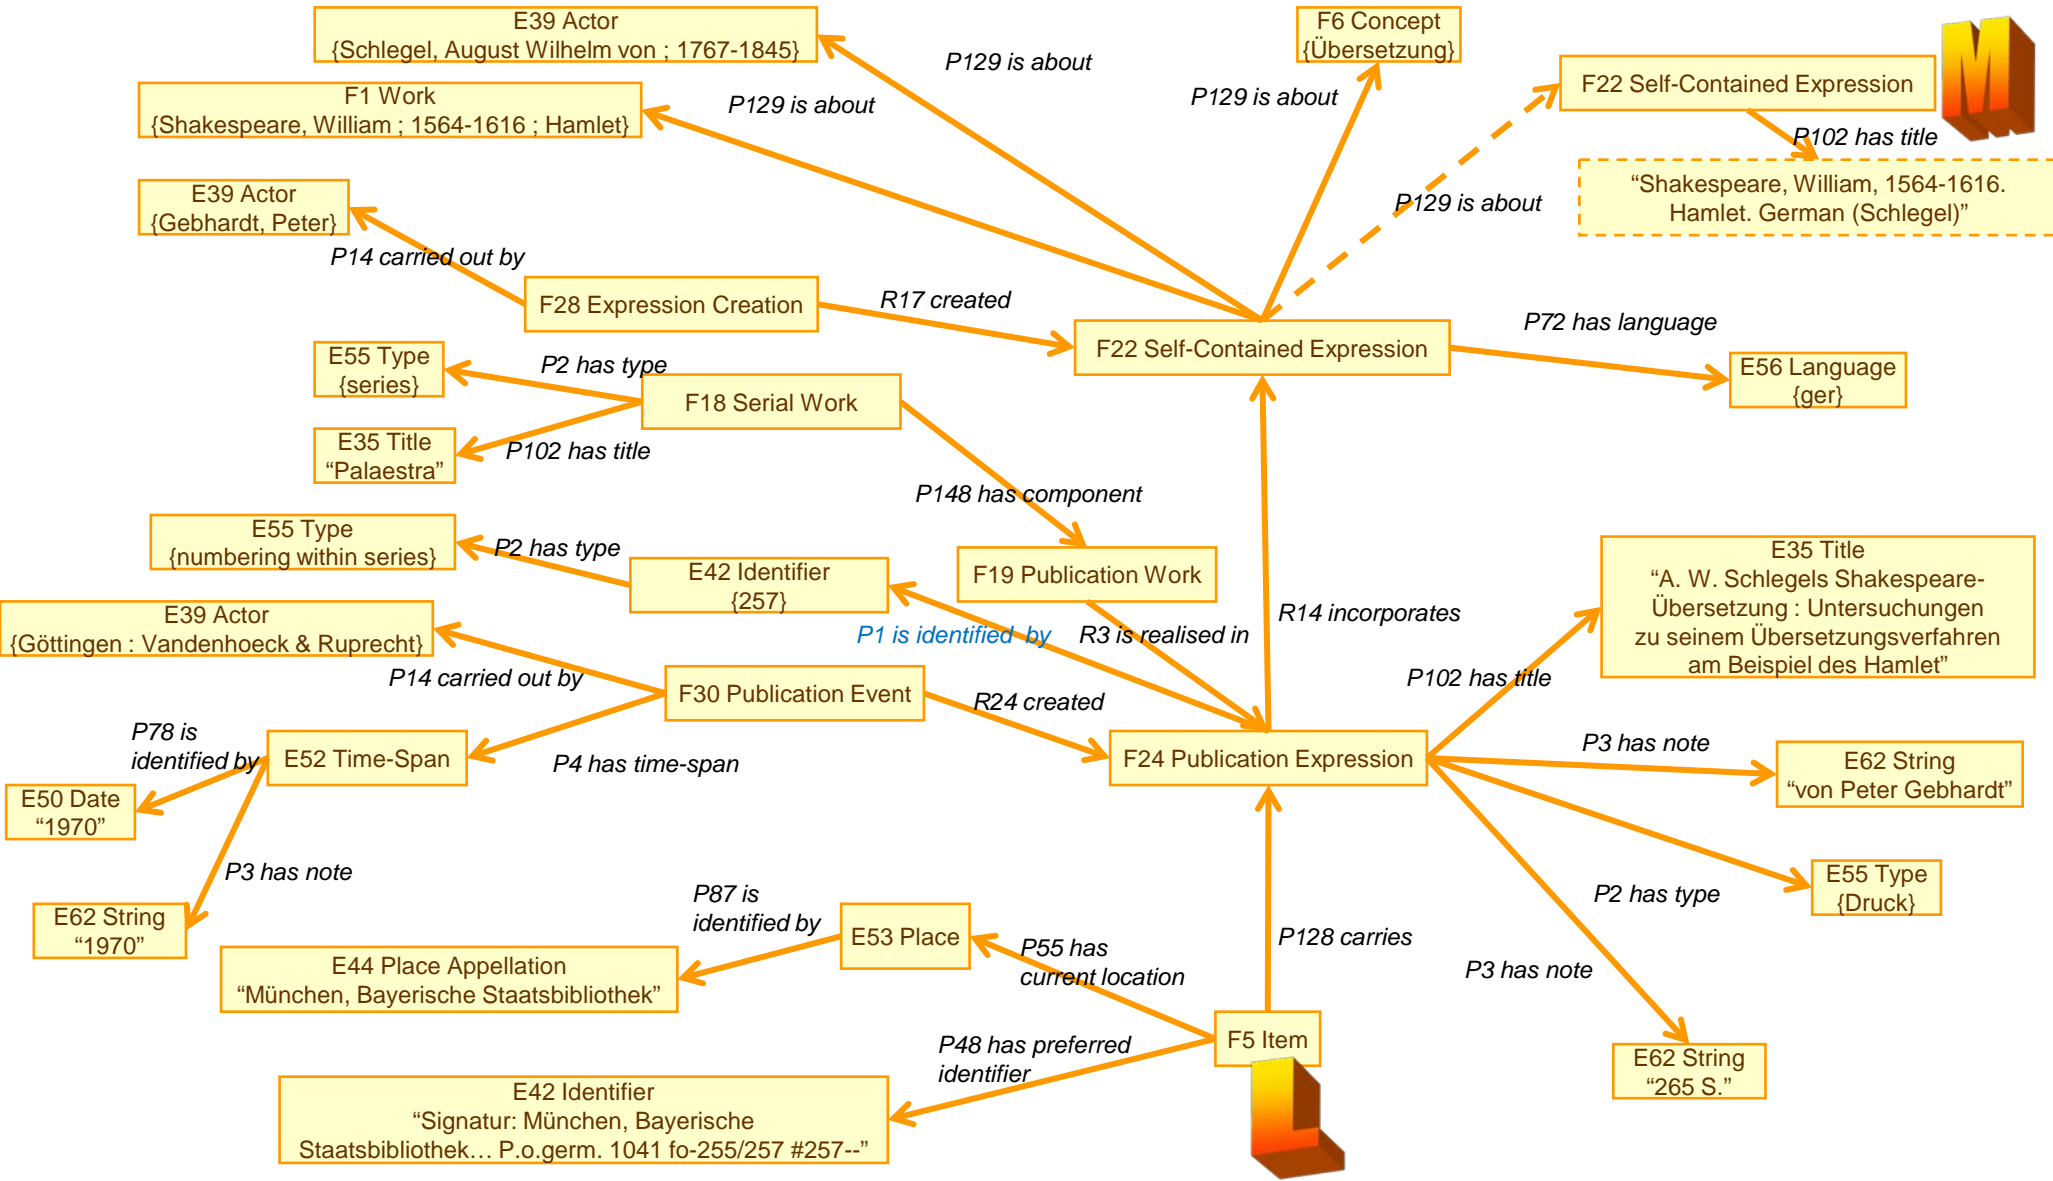 E39 Actor
{Schlegel, August Wilhelm von ; 1767-1845}
P129 is about
F6 Concept
{Übersetzung}
F22 Self-Contained Expression
M
F1 Work
{Shakespeare, William ; 1564-1616 ; Hamlet}
P129 is about
P129 is about
P102 has title
“Shakespeare, William, 1564-1616.
Hamlet. German (Schlegel)”
E39 Actor
{Gebhardt, Peter}
P129 is about
P14 carried out by
F28 Expression Creation
R17 created
F22 Self-Contained Expression
P72 has language
E56 Language
{ger}
E55 Type
{series}
P2 has type
F18 Serial Work
E35 Title
“Palaestra”
P102 has title
P148 has component
E55 Type
{numbering within series}
P2 has type
E42 Identifier
{257}
F19 Publication Work
E35 Title
“A. W. Schlegels Shakespeare-
Übersetzung : Untersuchungen
zu seinem Übersetzungsverfahren
am Beispiel des Hamlet”
E39 Actor
{Göttingen : Vandenhoeck & Ruprecht}
P1 is identified by
R3 is realised in
R14 incorporates
P14 carried out by
F30 Publication Event
R24 created
P102 has title
P78 is
identified by
E52 Time-Span
P4 has time-span
F24 Publication Expression
P3 has note
E62 String
“von Peter Gebhardt”
E50 Date
“1970”
P3 has note
P87 is
identified by
P2 has type
E55 Type
{Druck}
E62 String
“1970”
E53 Place
P55 has
current location
P128 carries
P3 has note
E44 Place Appellation
“München, Bayerische Staatsbibliothek”
P48 has preferred
identifier
F5 Item
E62 String
“265 S.”
E42 Identifier
“Signatur: München, Bayerische
Staatsbibliothek… P.o.germ. 1041 fo-255/257 #257--”
L